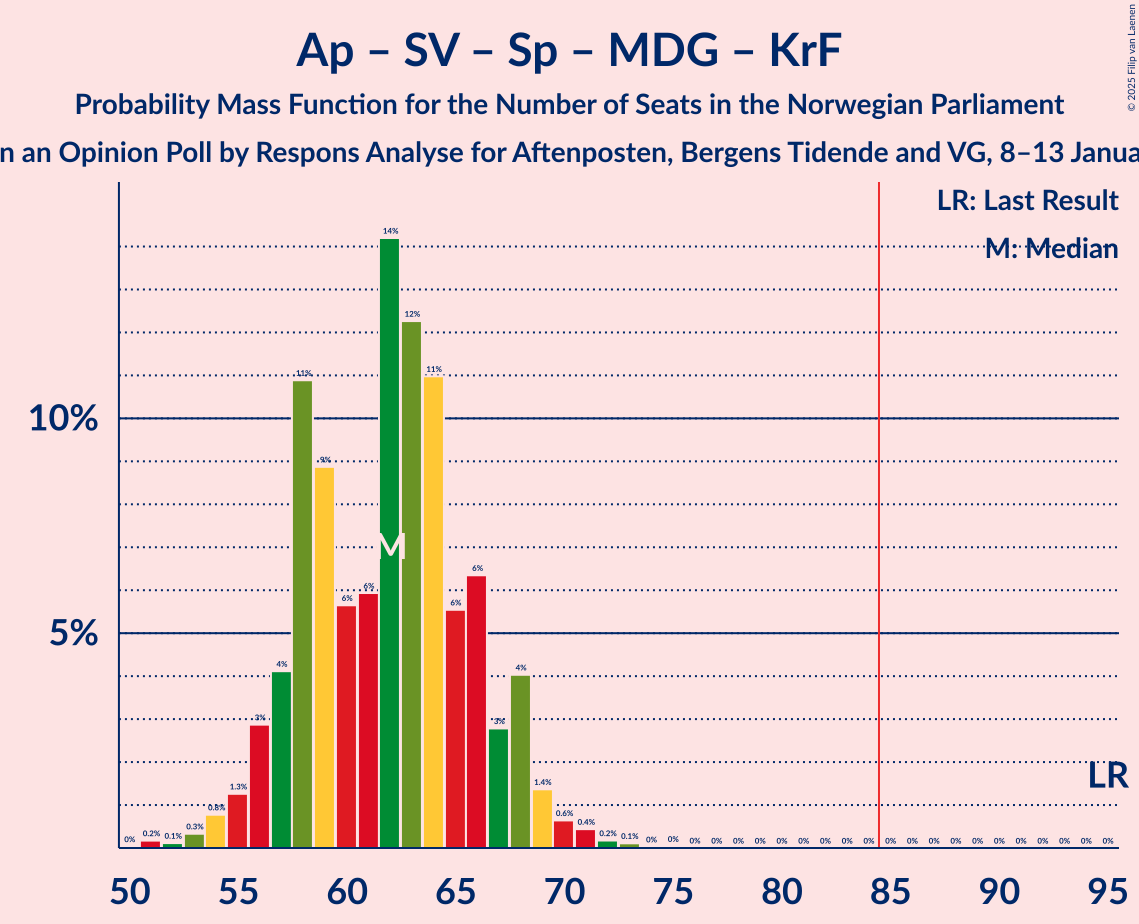 Ap – SV – Sp – MDG – KrF
Probability Mass Function for the Number of Seats in the Norwegian Parliament
n an Opinion Poll by Respons Analyse for Aftenposten, Bergens Tidende and VG, 8–13 Janua
© 2025 Filip van Laenen
LR: Last Result
M: Median
10%
5%
0% 0.2% 0.1% 0.3% 0.8% 1.3% 3% 4% 11% 9% 6% 6% 14% 12% 11% 6% 6% 3% 4% 1.4% 0.6% 0.4% 0.2% 0.1% 0% 0% 0% 0% 0% 0% 0% 0% 0% 0% 0% 0% 0% 0% 0% 0% 0% 0% 0% 0% 0% 0%
M
LR
50 55 60 65 70 75 80 85 90 95